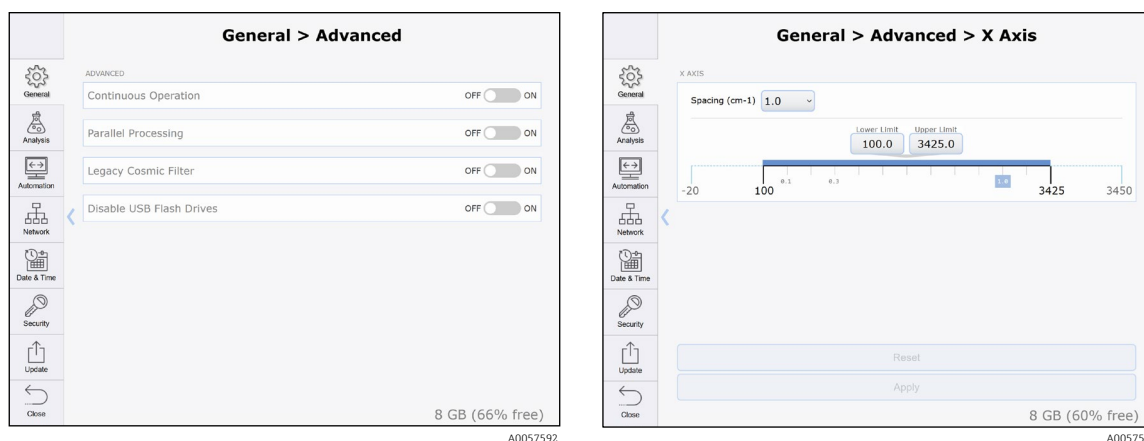 General > Advanced
General
Analysis
Automation
Network
Date & Time
Security
Update
Close
ADVANCED
Continuous Operation OFF ON
Parallel Processing OFF ON
Legacy Cosmic Filter OFF ON
Disable USB Flash Drives OFF ON
8 GB (66% free)
A0057592
General > Advanced > X Axis
General
Analysis
Automation
Network
Date & Time
Security
Update
Close
X AXIS
Spacing (cm-1) 1.0
Lower Limit Upper Limit
100.0 3425.0
0.1 0.3 1.0
-20 100 3425 3450
Reset
Apply
8 GB (60% free)